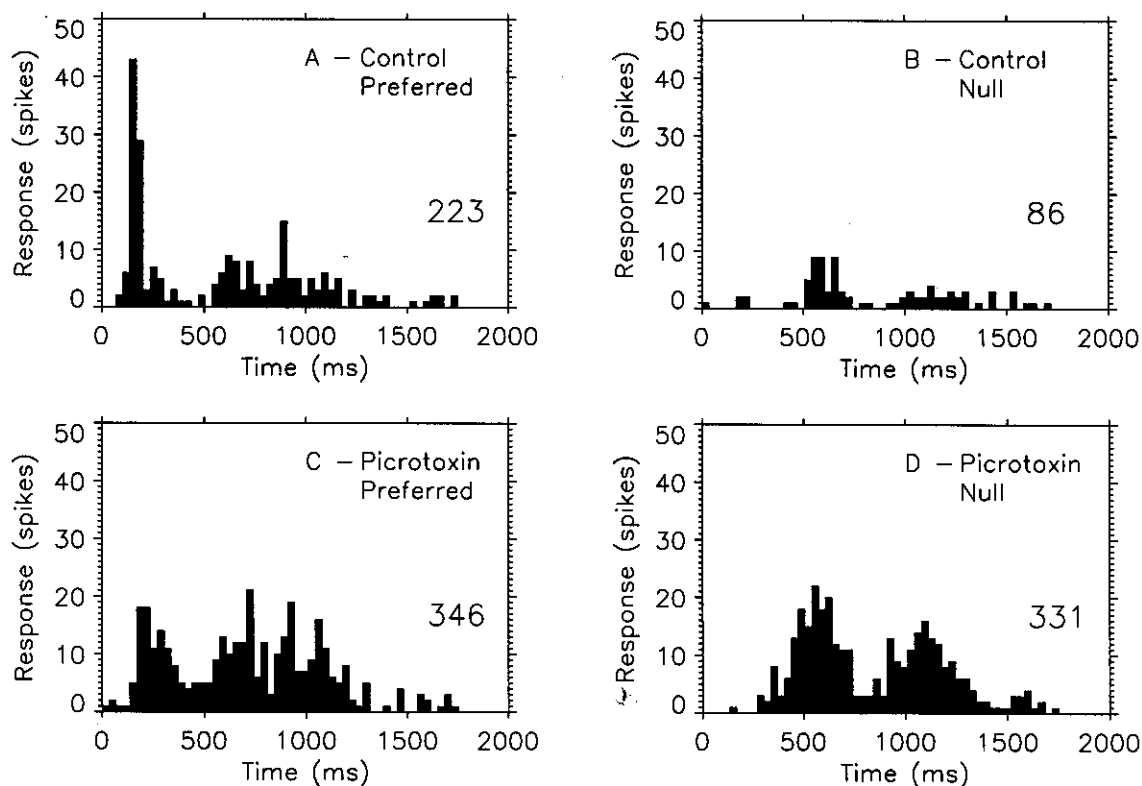 A – Control
Preferred
223
Response (spikes)
50
40
30
20
10
0
0 500 1000 1500 2000
Time (ms)
B – Control
Null
86
Response (spikes)
50
40
30
20
10
0
0 500 1000 1500 2000
Time (ms)
C – Picrotoxin
Preferred
346
Response (spikes)
50
40
30
20
10
0
0 500 1000 1500 2000
Time (ms)
D – Picrotoxin
Null
331
Response (spikes)
50
40
30
20
10
0
0 500 1000 1500 2000
Time (ms)